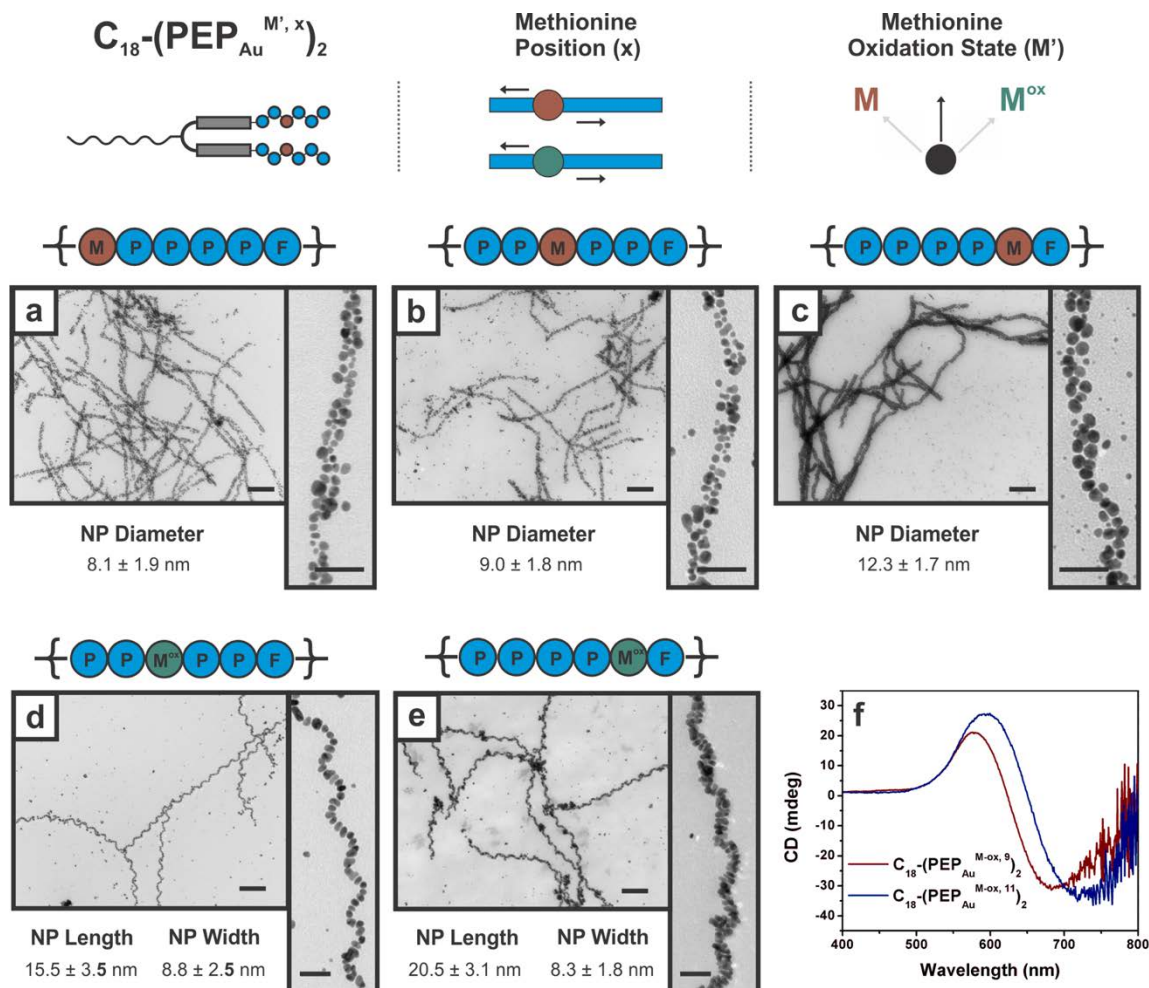 C18-(PEPAu M', x)2
Methionine
Position (x)
Methionine
Oxidation State (M')
M
Mox
{ M P P P P F }
{ P P M P P F }
{ P P P P M F }
a
b
c
NP Diameter
8.1 ± 1.9 nm
NP Diameter
9.0 ± 1.8 nm
NP Diameter
12.3 ± 1.7 nm
{ P P Mox P P F }
{ P P P P Mox F }
d
e
f
NP Length
NP Width
15.5 ± 3.5 nm
8.8 ± 2.5 nm
NP Length
NP Width
20.5 ± 3.1 nm
8.3 ± 1.8 nm
CD (mdeg)
30
20
10
0
-10
-20
-30
-40
C18-(PEPAu M-ox, 9)2
C18-(PEPAu M-ox, 11)2
400
500
600
700
800
Wavelength (nm)